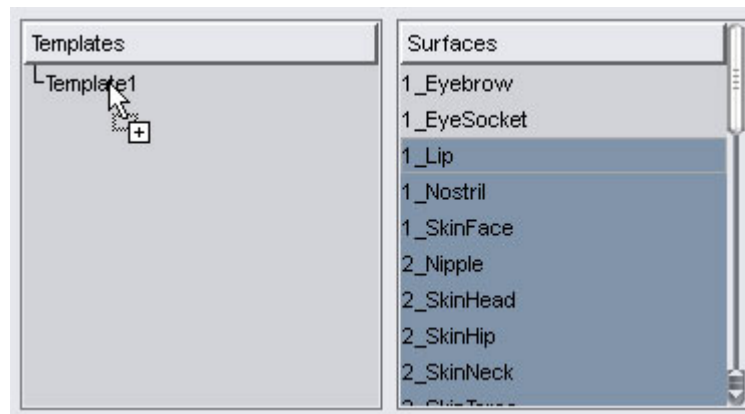 Templates
Template1
Surfaces
1_Eyebrow
1_EyeSocket
1_Lip
1_Nostril
1_SkinFace
2_Nipple
2_SkinHead
2_SkinHip
2_SkinNeck